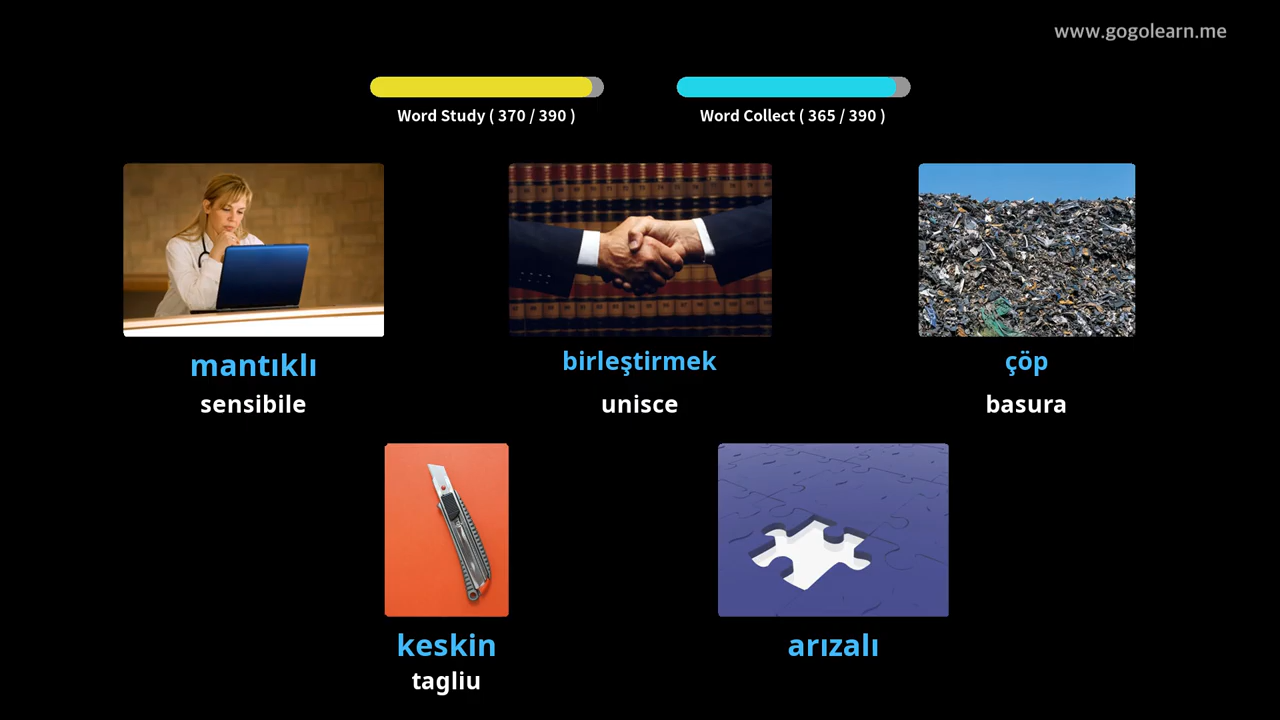 www.gogolearn.me
Word Study ( 370 / 390 )
Word Collect ( 365 / 390 )
mantıklı
sensibile
birleştirmek
unisce
çöp
basura
keskin
tagliu
arızalı